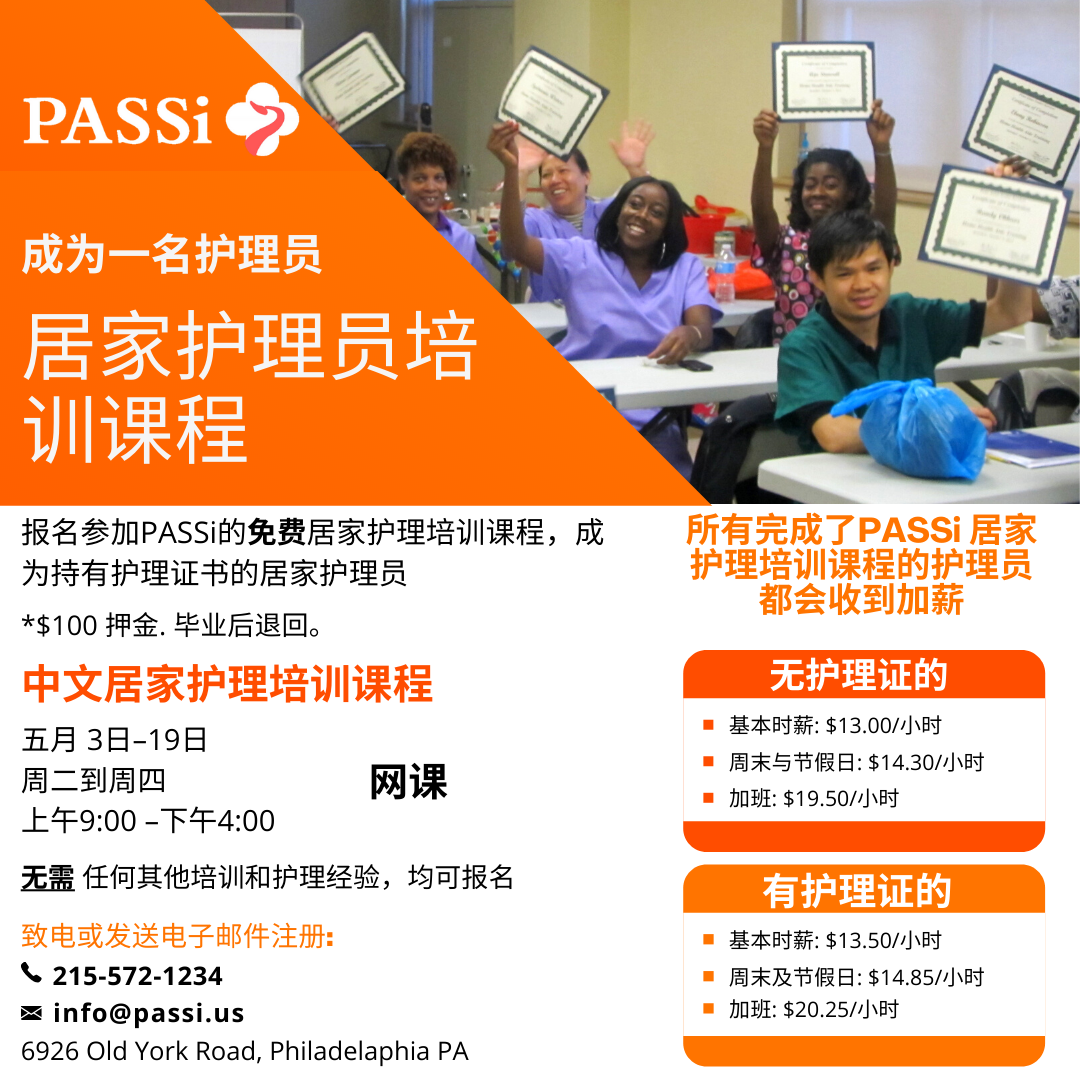 PASSi
成为一名护理员
居家护理员培
训课程
报名参加PASSi的免费居家护理培训课程，成
为持有护理证书的居家护理员
*$100 押金. 毕业后退回。
中文居家护理培训课程
五月 3日–19日
周二到周四
上午9:00 –下午4:00
网课
无需 任何其他培训和护理经验，均可报名
致电或发送电子邮件注册:
215-572-1234
info@passi.us
6926 Old York Road, Philadelaphia PA
所有完成了PASSi 居家
护理培训课程的护理员
都会收到加薪
无护理证的
基本时薪: $13.00/小时
周末与节假日: $14.30/小时
加班: $19.50/小时
有护理证的
基本时薪: $13.50/小时
周末及节假日: $14.85/小时
加班: $20.25/小时